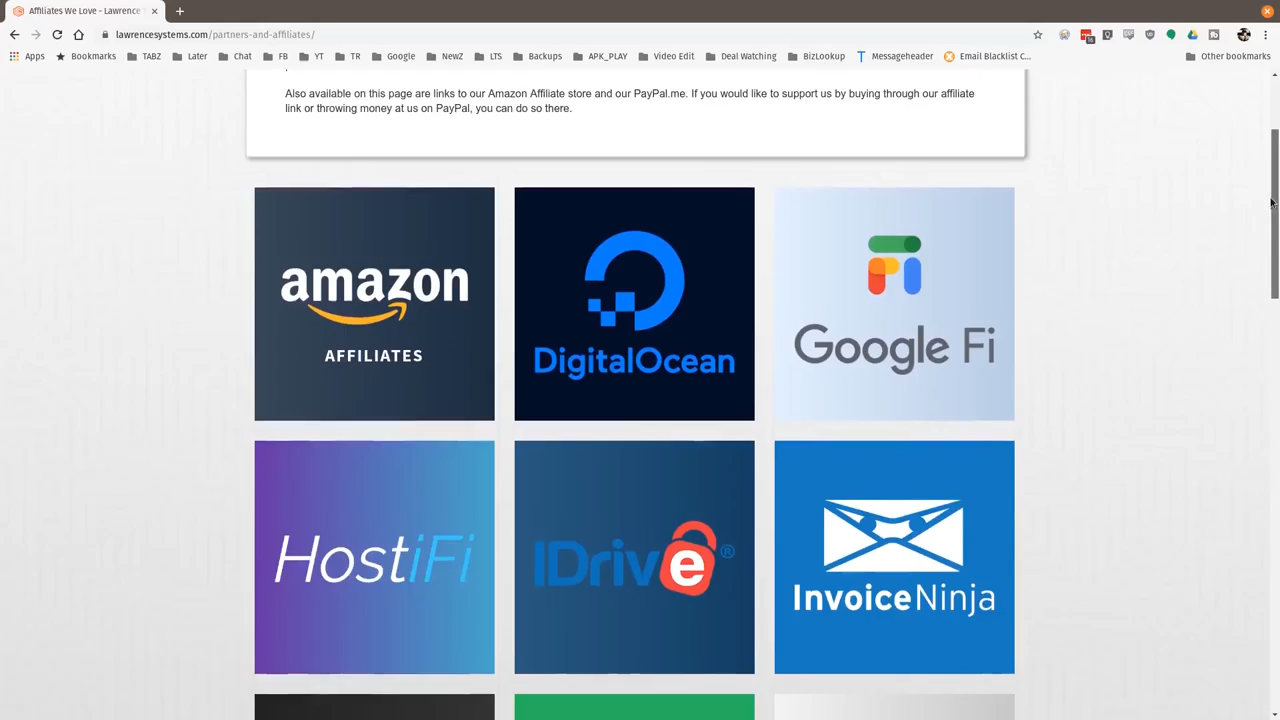 Affiliates We Love - Lawrence
lawrencesystems.com/partners-and-affiliates/
Apps Bookmarks TABZ Later Chat FB YT TR Google NewZ LTS Backups APK_PLAY Video Edit Deal Watching BizLookup Messageheader Email Blacklist C... Other bookmarks
Also available on this page are links to our Amazon Affiliate store and our PayPal.me. If you would like to support us by buying through our affiliate
link or throwing money at us on PayPal, you can do so there.
amazon
AFFILIATES
DigitalOcean
Google Fi
HostiFi
IDrive®
InvoiceNinja